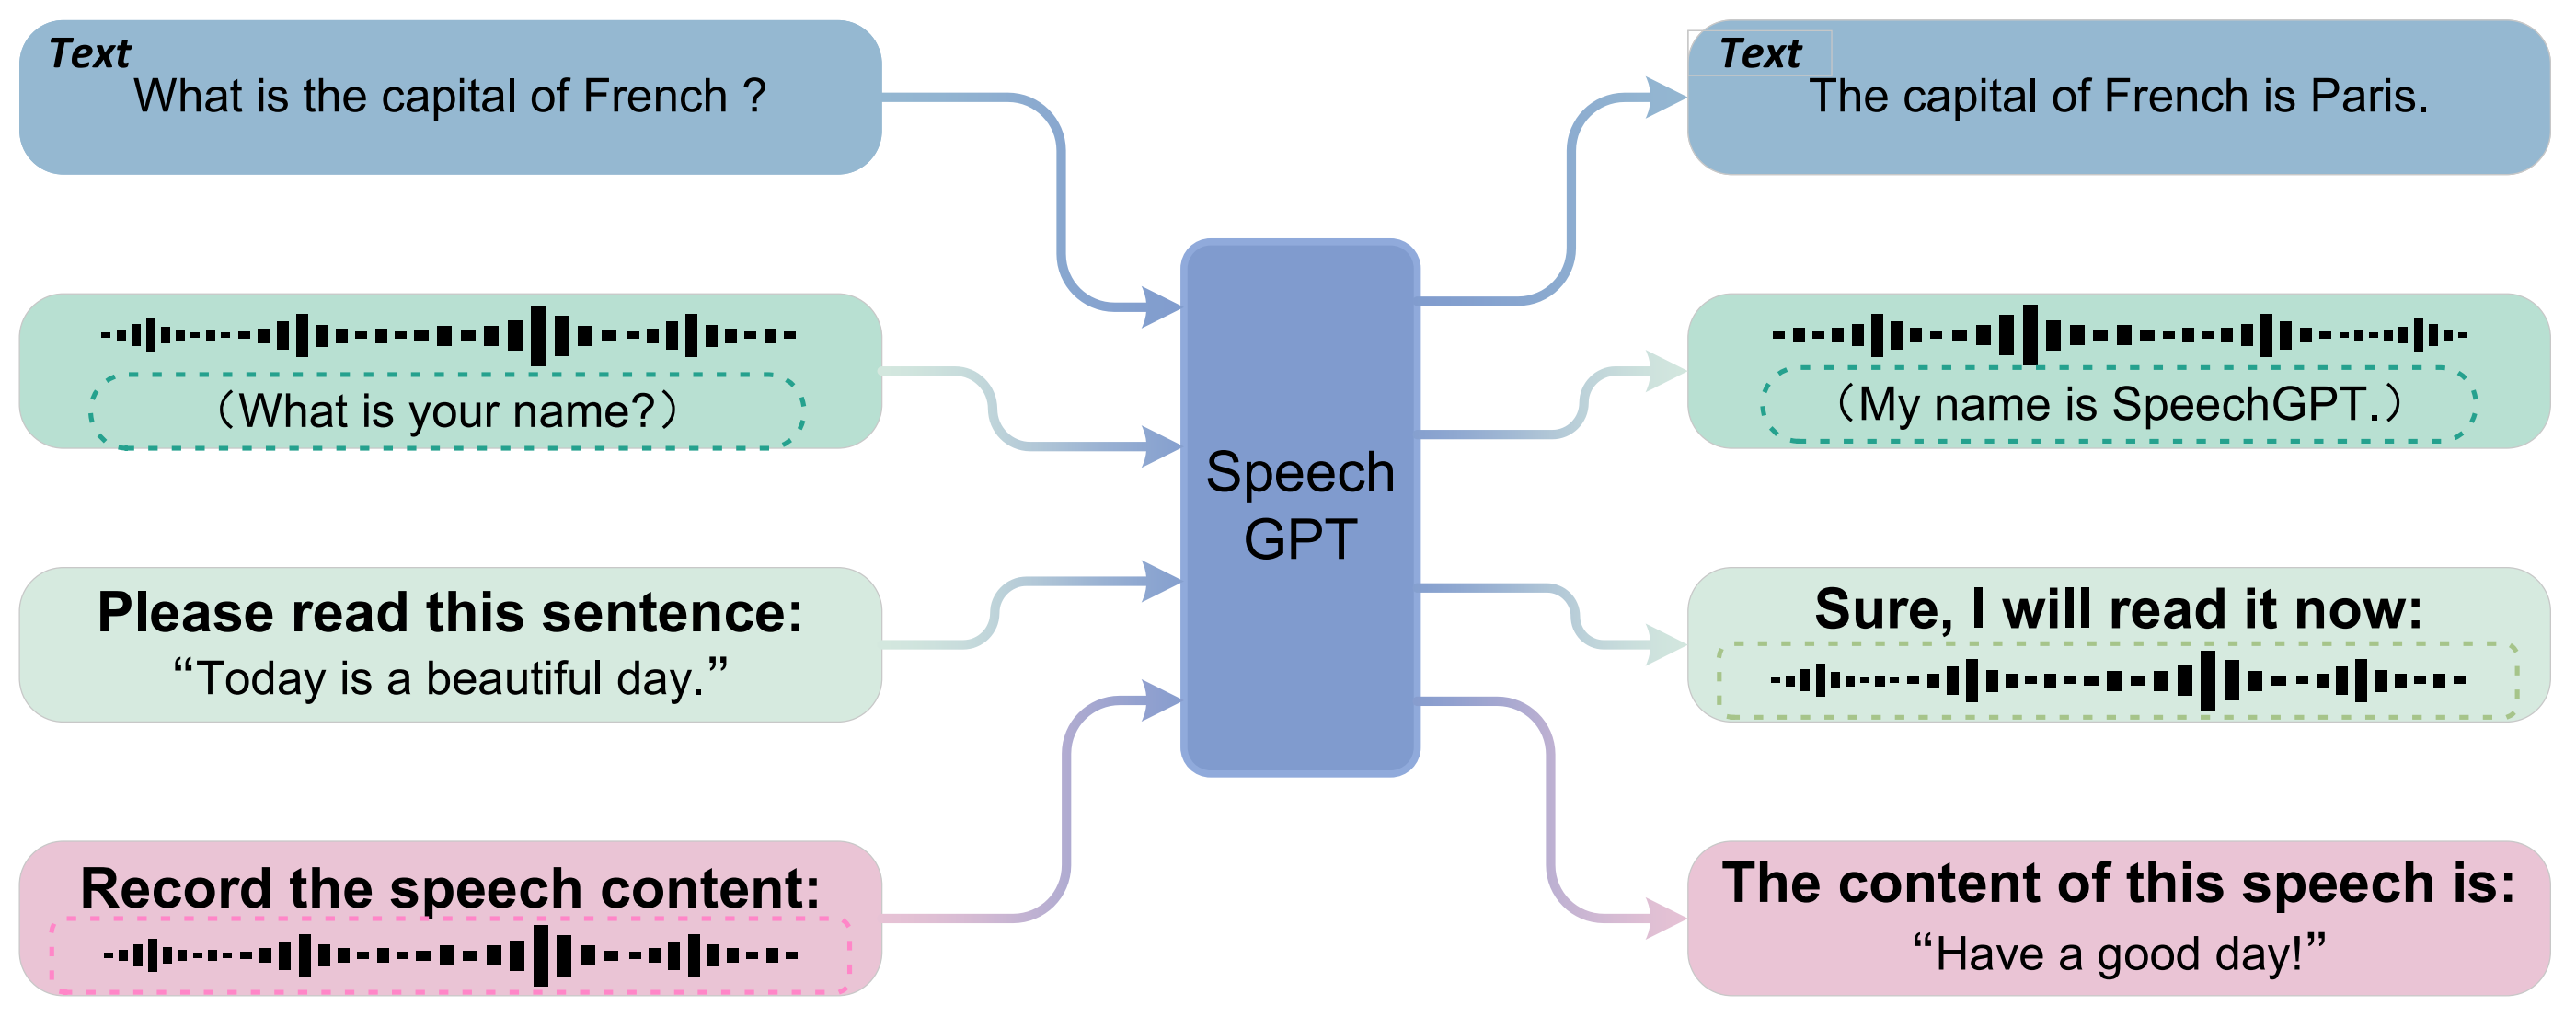 Text
What is the capital of French ?
（What is your name?）
Please read this sentence:
“Today is a beautiful day.”
Record the speech content:
Speech
GPT
Text
The capital of French is Paris.
（My name is SpeechGPT.）
Sure, I will read it now:
The content of this speech is:
“Have a good day!”